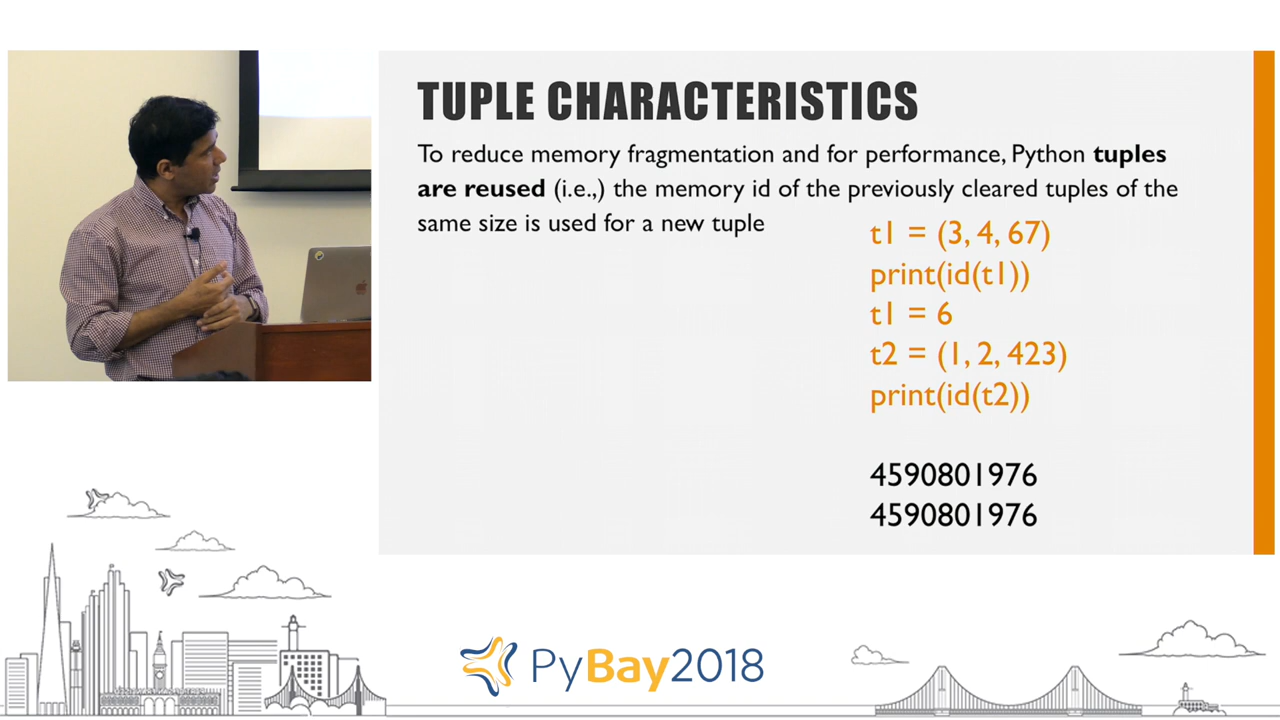 TUPLE CHARACTERISTICS
To reduce memory fragmentation and for performance, Python tuples
are reused (i.e.,) the memory id of the previously cleared tuples of the
same size is used for a new tuple
t1 = (3, 4, 67)
print(id(t1))
t1 = 6
t2 = (1, 2, 423)
print(id(t2))
4590801976
4590801976
PyBay2018